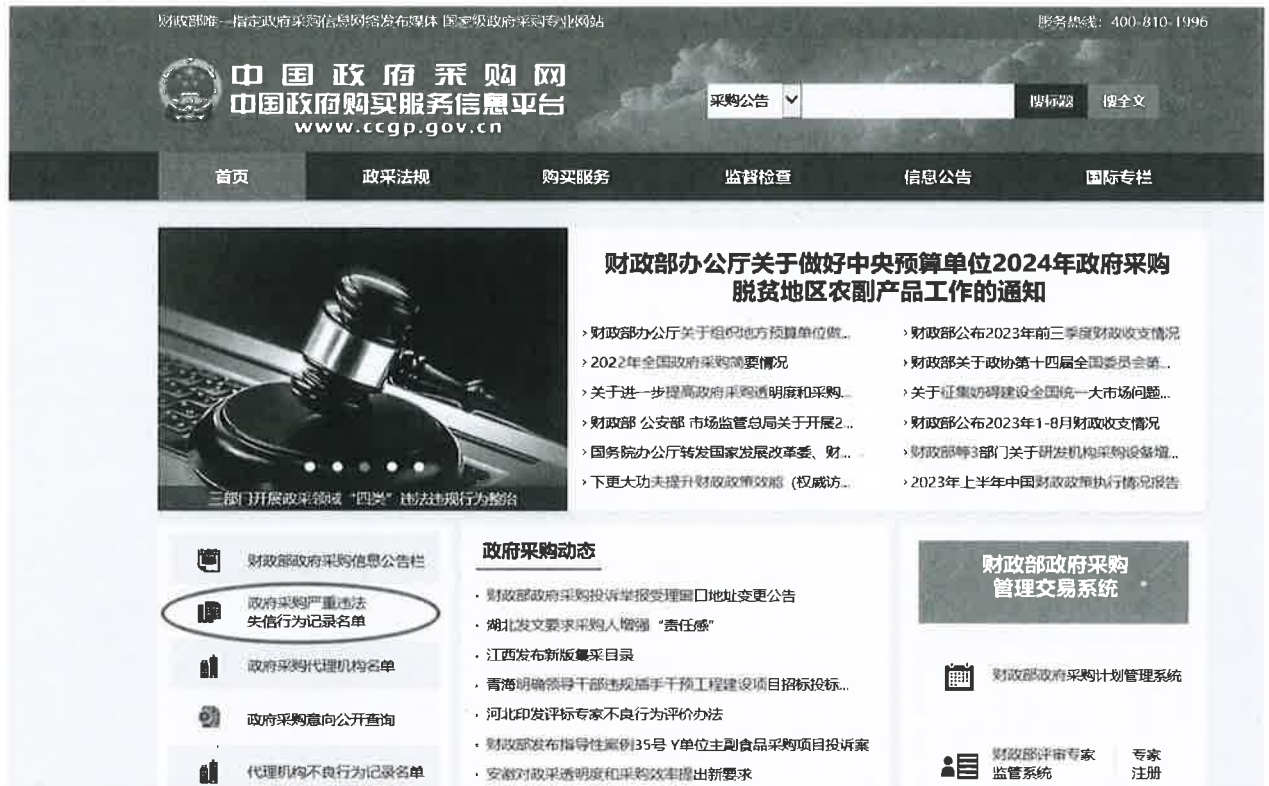 财政部唯一指定政府采购信息网络发布媒体 国家级政府采购专业网站
服务热线：400-810-1996
中国政府采购网
中国政府购买服务信息平台
www.ccgp.gov.cn
采购公告
搜标题
搜全文
首页
政采法规
购买服务
监督检查
信息公告
国际专栏
财政部办公厅关于做好中央预算单位2024年政府采购
脱贫地区农副产品工作的通知
›财政部办公厅关于组织地方预算单位做...
›2022年全国政府采购简要情况
›关于进一步提高政府采购透明度和采购...
›财政部 公安部 市场监管总局关于开展2...
›国务院办公厅转发国家发展改革委、财...
›下更大功夫提升财政政策效能（权威访...
›财政部公布2023年前三季度财政收支情况
›财政部关于政协第十四届全国委员会第...
›关于征集妨碍建设全国统一大市场问题...
›财政部公布2023年1-8月财政收支情况
›财政部等3部门关于研发机构采购设备增...
›2023年上半年中国财政政策执行情况报告
三部门开展政采领域“四类”违法违规行为整治
财政部政府采购信息公告栏
政府采购严重违法
失信行为记录名单
政府采购代理机构名单
政府采购意向公开查询
代理机构不良行为记录名单
政府采购动态
· 财政部政府采购投诉举报受理窗口地址变更公告
· 湖北发文要求采购人增强“责任感”
· 江西发布新版集采目录
· 青海明确领导干部违规插手干预工程建设项目招标投标...
· 河北印发评标专家不良行为评价办法
· 财政部发布指导性案例35号 Y单位主副食品采购项目投诉案
· 安徽对政采透明度和采购效率提出新要求
财政部政府采购
管理交易系统
财政部政府采购计划管理系统
财政部评审专家
监管系统
专家
注册